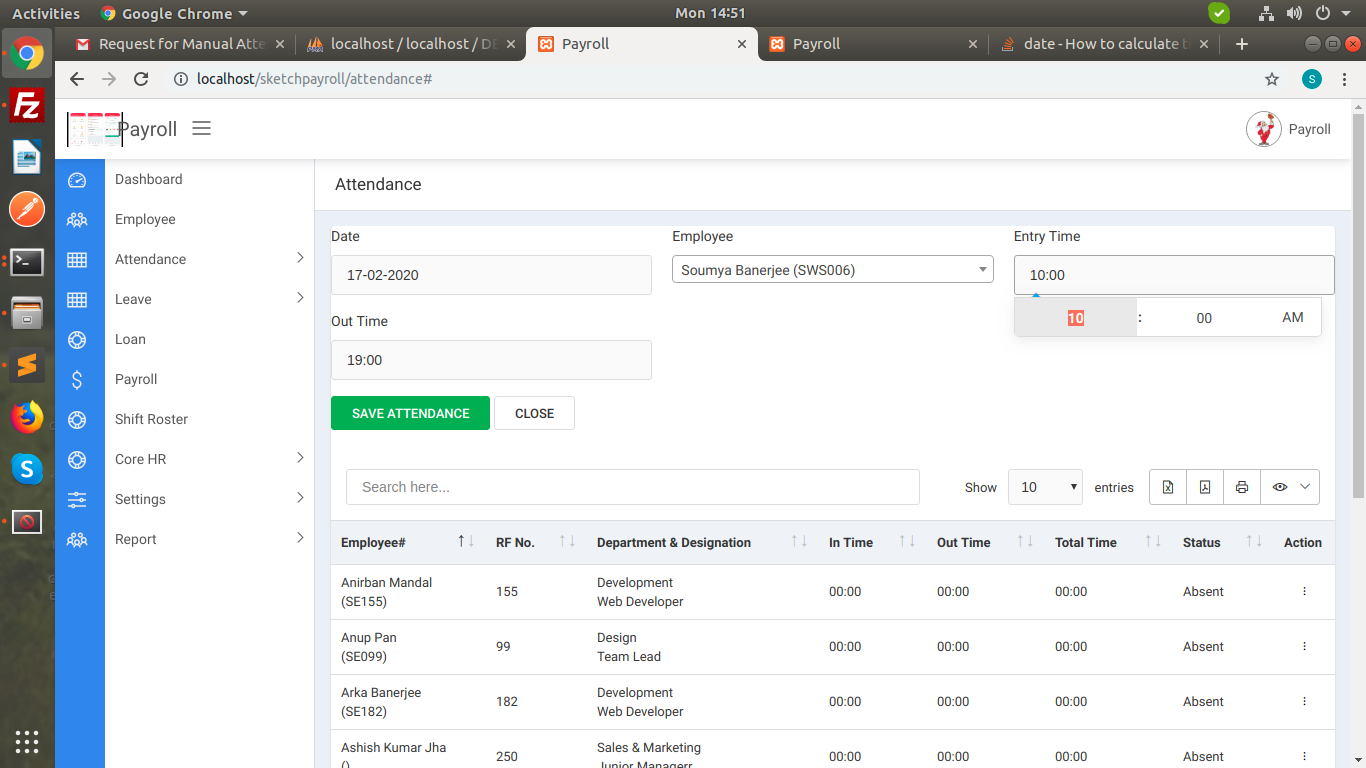 Activities
Google Chrome
Mon 14:51
Request for Manual Atte
localhost / localhost / DE
Payroll
Payroll
date - How to calculate t
localhost/sketchpayroll/attendance#
S
Payroll
Payroll
Dashboard
Employee
Attendance
Leave
Loan
Payroll
Shift Roster
Core HR
Settings
Report
Attendance
Date
Employee
Entry Time
17-02-2020
Soumya Banerjee (SWS006)
10:00
10 : 00 AM
Out Time
19:00
SAVE ATTENDANCE
CLOSE
Search here...
Show 10 entries
Employee# RF No. Department & Designation In Time Out Time Total Time Status Action
Anirban Mandal
(SE155)
155
Development
Web Developer
00:00 00:00 00:00 Absent
Anup Pan
(SE099)
99
Design
Team Lead
00:00 00:00 00:00 Absent
Arka Banerjee
(SE182)
182
Development
Web Developer
00:00 00:00 00:00 Absent
Ashish Kumar Jha
()
250
Sales & Marketing
Junior Managerr
00:00 00:00 00:00 Absent